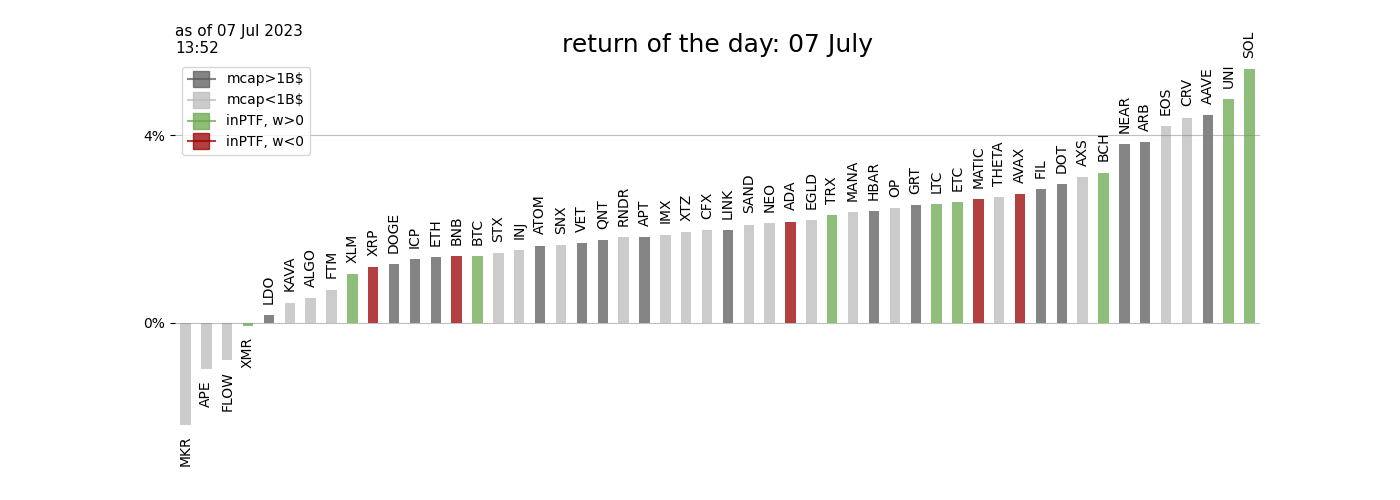 as of 07 Jul 2023
13:52
return of the day: 07 July
mcap>1B$
mcap<1B$
inPTF, w>0
inPTF, w<0
4%
0%
MKR
APE
FLOW
XMR
LDO
KAVA
ALGO
FTM
XLM
XRP
DOGE
ICP
ETH
BNB
BTC
STX
INJ
ATOM
SNX
VET
QNT
RNDR
APT
IMX
XTZ
CFX
LINK
SAND
NEO
ADA
EGLD
TRX
MANA
HBAR
OP
GRT
LTC
ETC
MATIC
THETA
AVAX
FIL
DOT
AXS
BCH
NEAR
ARB
EOS
CRV
AAVE
UNI
SOL